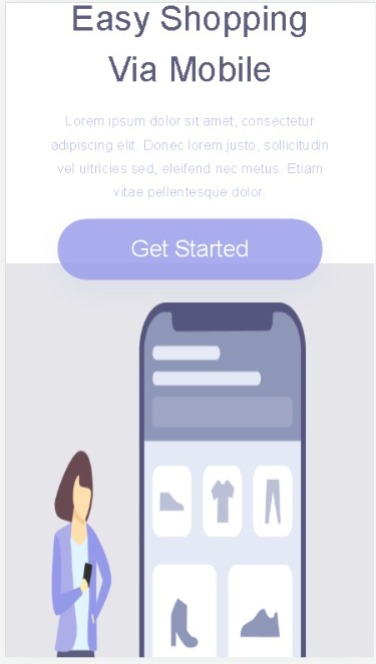 Easy Shopping
Via Mobile
Lorem ipsum dolor sit amet, consectetur
adipiscing elit. Donec lorem justo, sollicitudin
vel ultricies sed, eleifend nec metus. Etiam
vitae pellentesque dolor.
Get Started